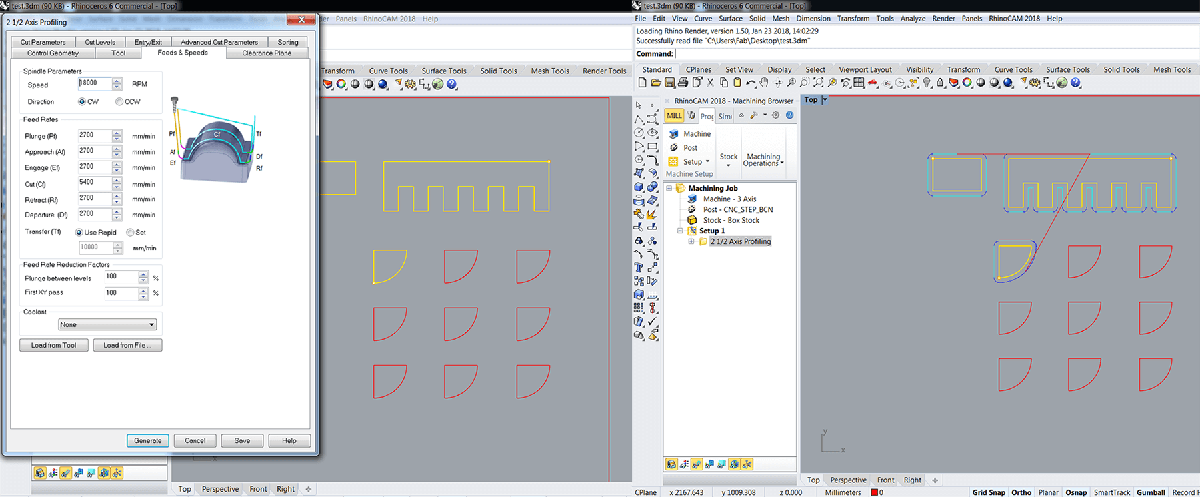 test.3dm (90 KB) - Rhinoceros 6 Commercial - [Top]
2 1/2 Axis Profiling
Panels RhinoCAM 2018 Help
Cut Parameters Cut Levels Entry/Exit Advanced Cut Parameters Sorting
Control Geometry Tool Feeds & Speeds Clearance Plane
Spindle Parameters
Speed 18000 RPM
Direction CW CCW
Feed Rates
Plunge (Pf) 2700 mm/min
Approach (Af) 2700 mm/min
Engage (Ef) 2700 mm/min
Cut (Cf) 5400 mm/min
Retract (Rf) 2700 mm/min
Departure (Df) 2700 mm/min
Transfer (Tf) Use Rapid Set
10000 mm/min
Pf Tf
Cf
Af Df
Ef Rf
Feed Rate Reduction Factors
Plunge between levels 100 %
First XY pass 100 %
Coolant
None
Load from Tool Load from File ...
Generate Cancel Save Help
Transform Curve Tools Surface Tools Solid Tools Mesh Tools Render Tools
Top Perspective Front Right
test.3dm (90 KB) - Rhinoceros 6 Commercial - [Top]
File Edit View Curve Surface Solid Mesh Dimension Transform Tools Analyze Render Panels RhinoCAM 2018 Help
Loading Rhino Render, version 1.50, Jan 23 2018, 14:02:29
Successfully read file "C:\Users\Fab\Desktop\test.3dm"
Command:
Standard CPlanes Set View Display Select Viewport Layout Visibility Transform Curve Tools Surface Tools Solid Tools Mesh Tools
RhinoCAM 2018 - Machining Browser
MILL Prog Simu
Machine
Post
Setup
Stock
Machining Operations
Machine Setup
Machining Job
Machine - 3 Axis
Post - CNC_STEP_BCN
Stock - Box Stock
Setup 1
2 1/2 Axis Profiling
Top
y
x
Top Perspective Front Right
CPlane x 2167.643 y 1009.308 z 0.000 Millimeters 0 Grid Snap Ortho Planar Osnap SmartTrack Gumball Record